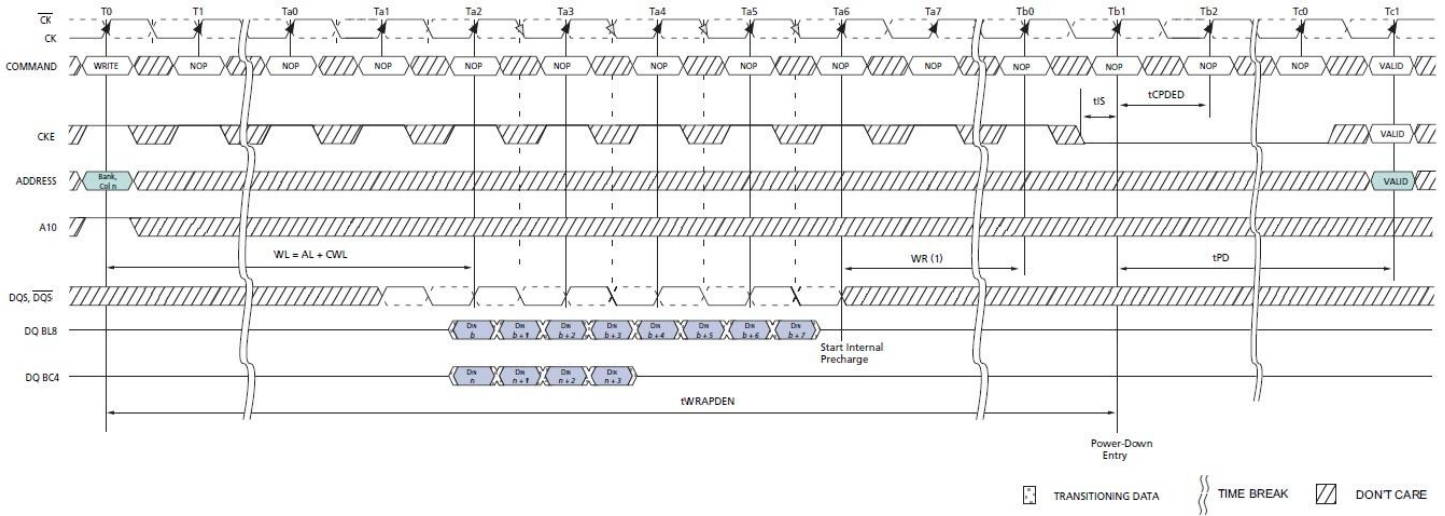 T0 T1 Ta0 Ta1 Ta2 Ta3 Ta4 Ta5 Ta6 Ta7 Tb0 Tb1 Tb2 Tc0 Tc1
CK
CK
COMMAND WRITE NOP NOP NOP NOP NOP NOP NOP NOP NOP NOP NOP NOP NOP VALID
tIS tCPDED
CKE VALID
ADDRESS Bank, Col n VALID
A10
WL = AL + CWL WR (1) tPD
DQS, DQS
DQ BL8 DIN b DIN b + 1 DIN b + 2 DIN b + 3 DIN b + 4 DIN b + 5 DIN b + 6 DIN b + 7
Start Internal
Precharge
DQ BC4 DIN n DIN n + 1 DIN n + 2 DIN n + 3
tWRAPDEN
Power-Down
Entry
TRANSITIONING DATA TIME BREAK DON'T CARE